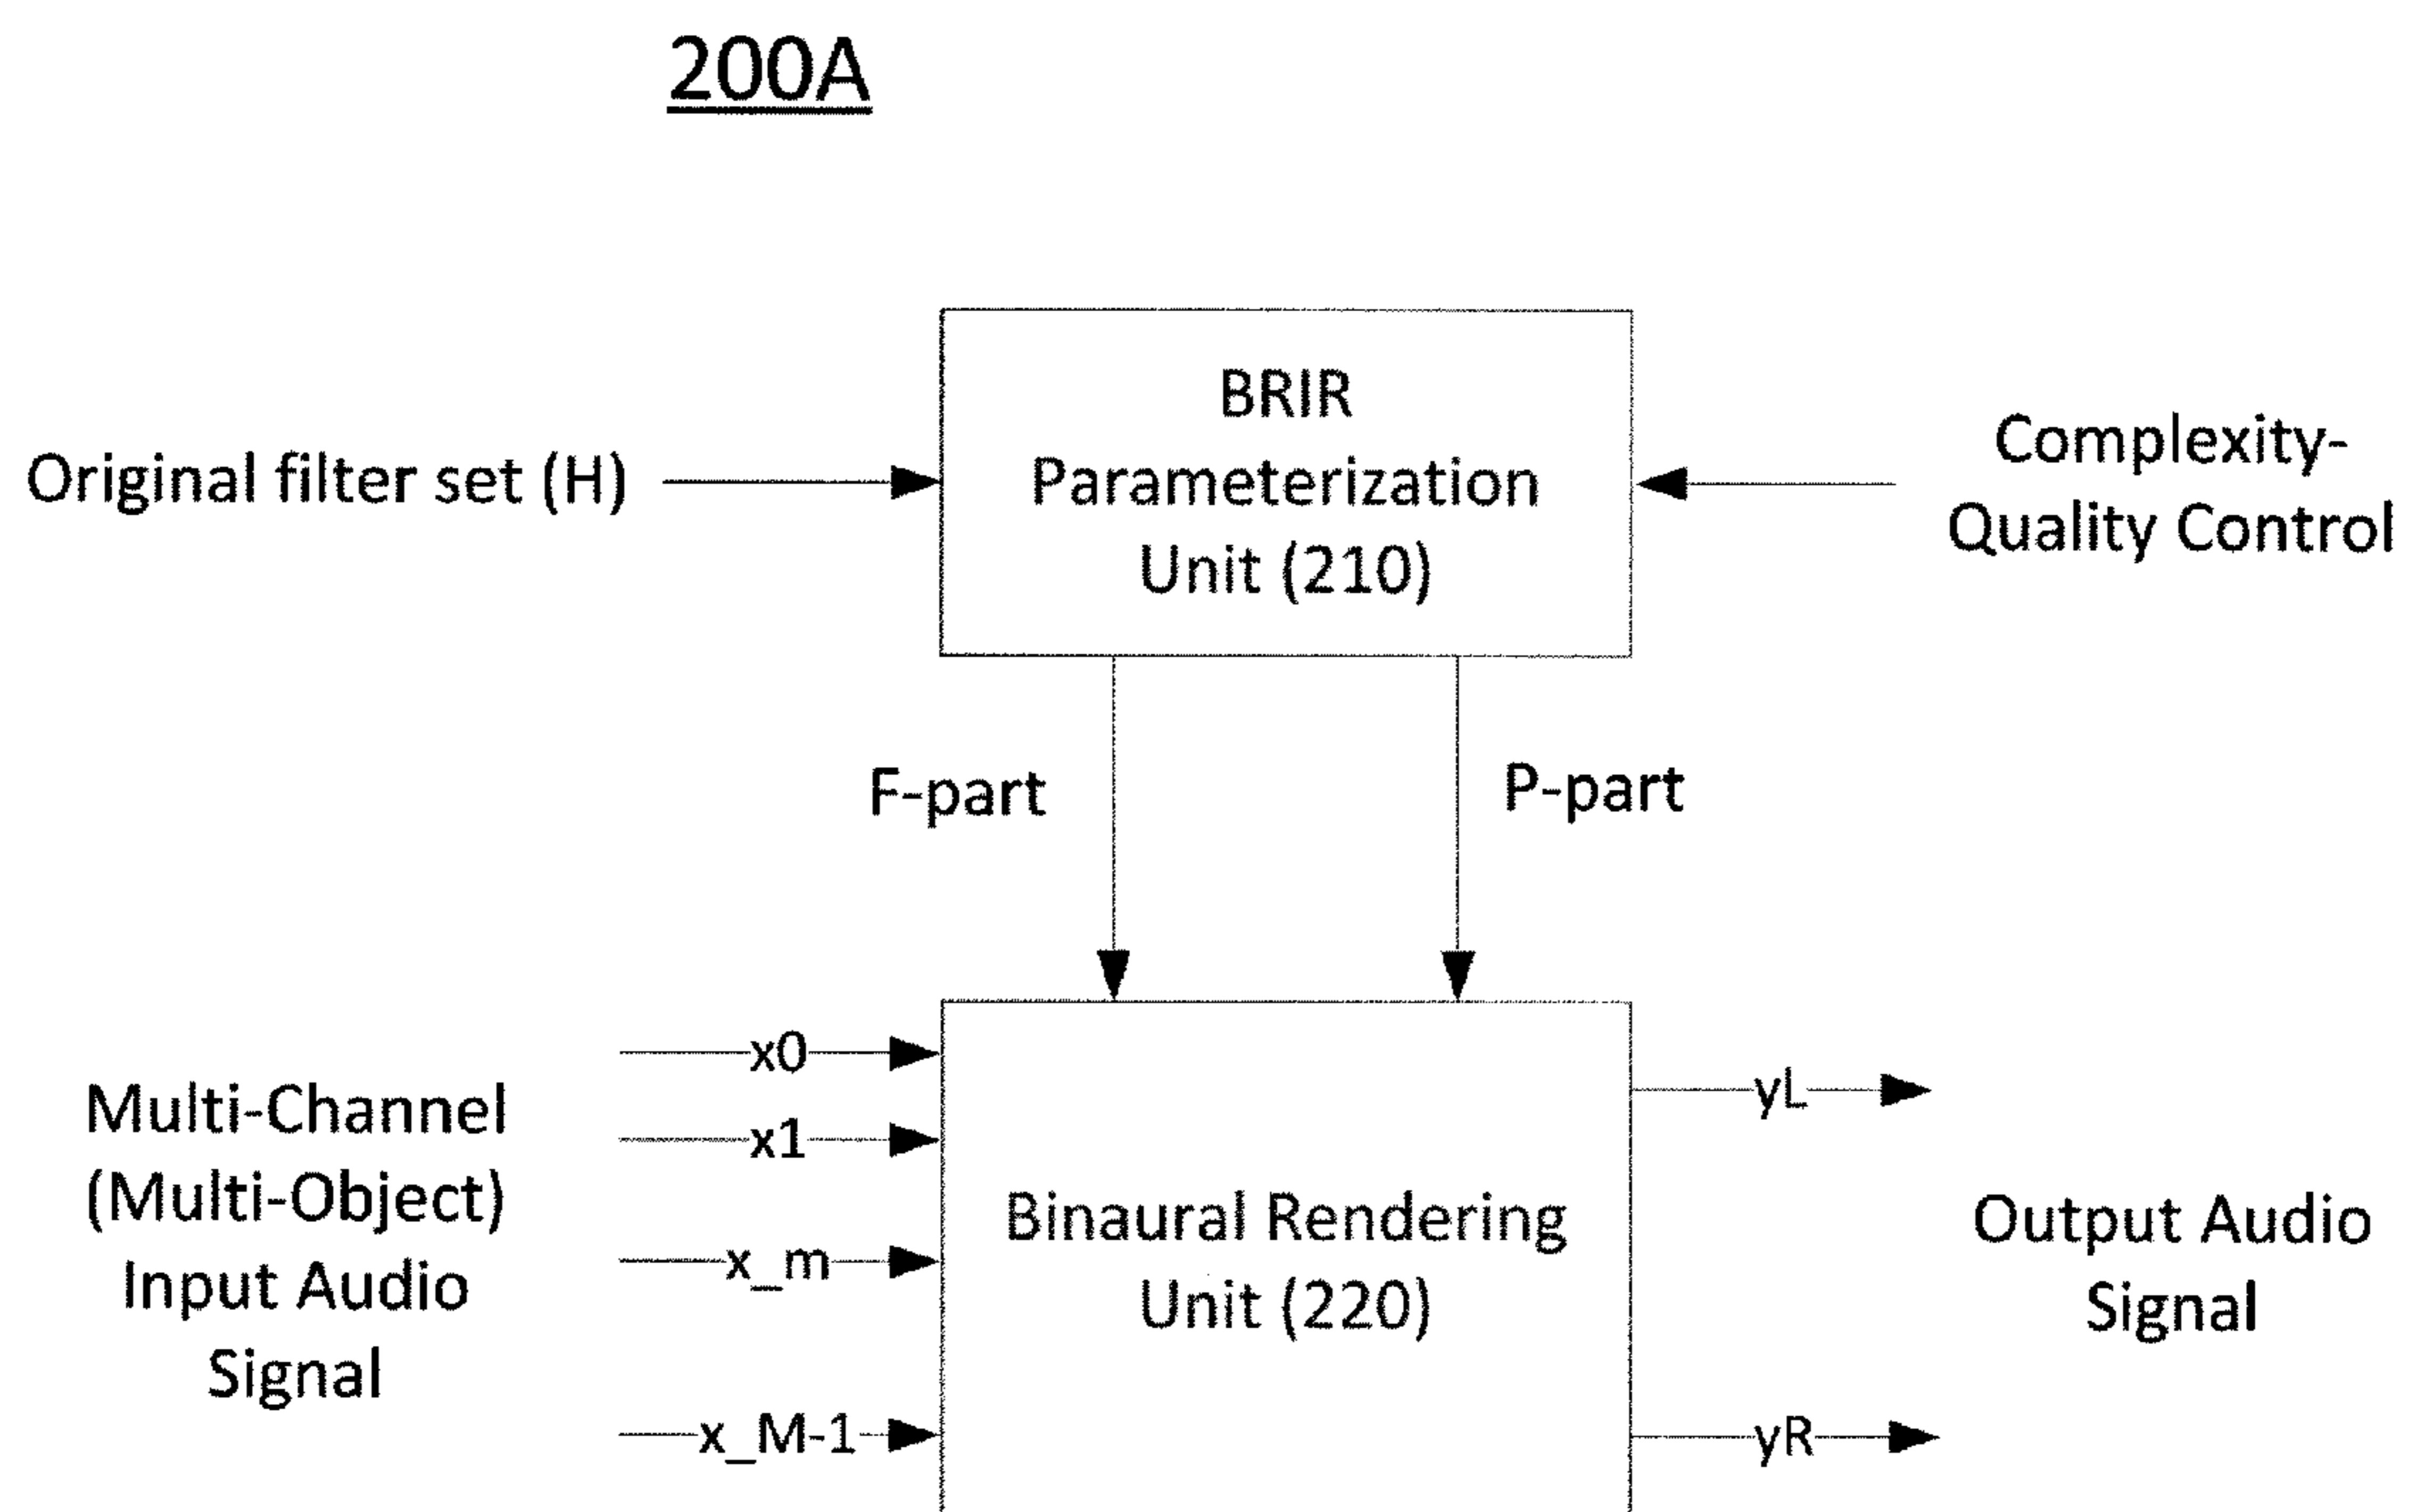 200A
Original filter set (H)
BRIR
Parameterization
Unit (210)
Complexity-
Quality Control
F-part
P-part
Multi-Channel
(Multi-Object)
Input Audio
Signal
x0
x1
x_m
x_M-1
Binaural Rendering
Unit (220)
yL
yR
Output Audio
Signal